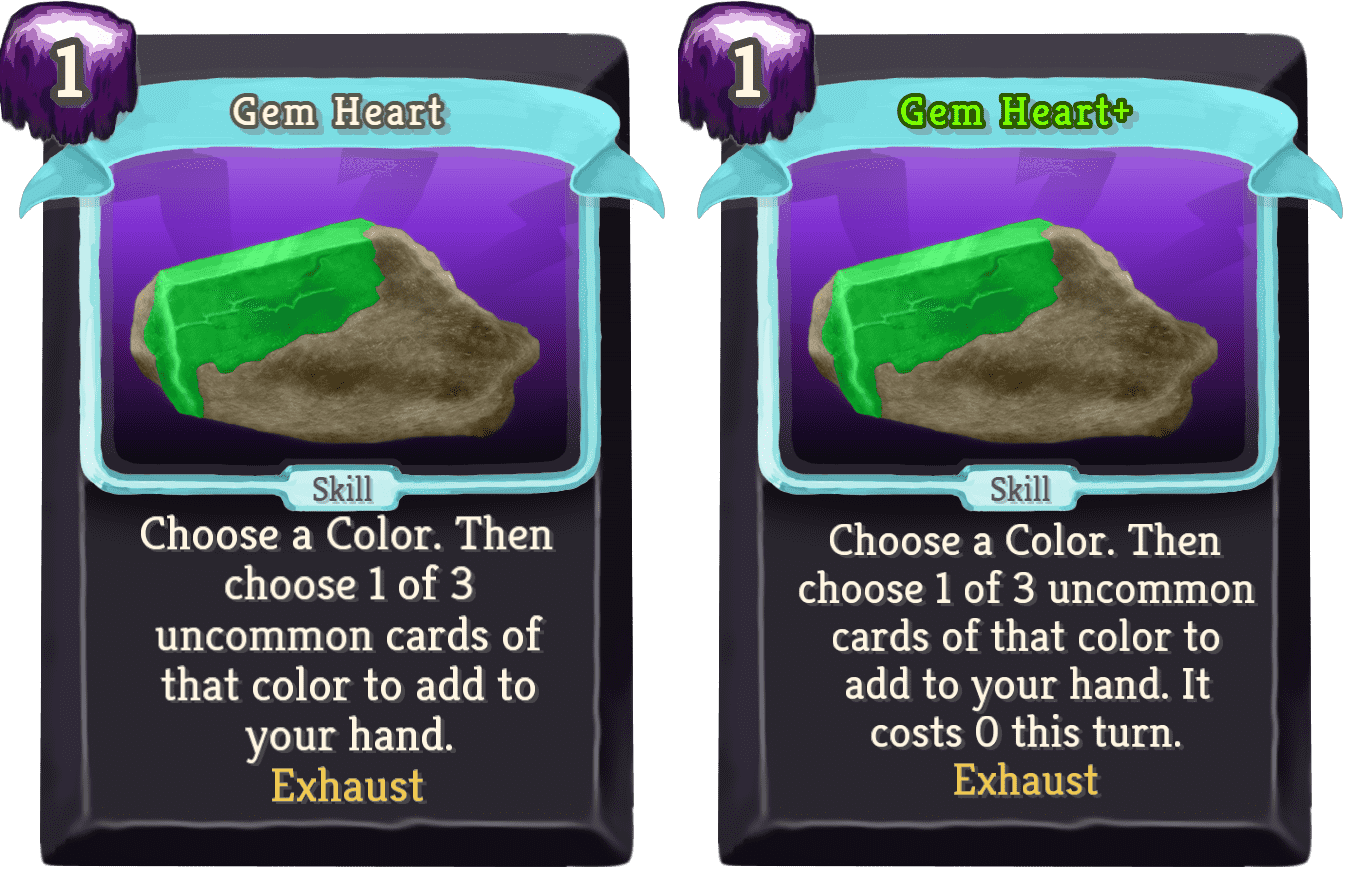 1
Gem Heart
Skill
Choose a Color. Then
choose 1 of 3
uncommon cards of
that color to add to
your hand.
Exhaust
1
Gem Heart+
Skill
Choose a Color. Then
choose 1 of 3 uncommon
cards of that color to
add to your hand. It
costs 0 this turn.
Exhaust